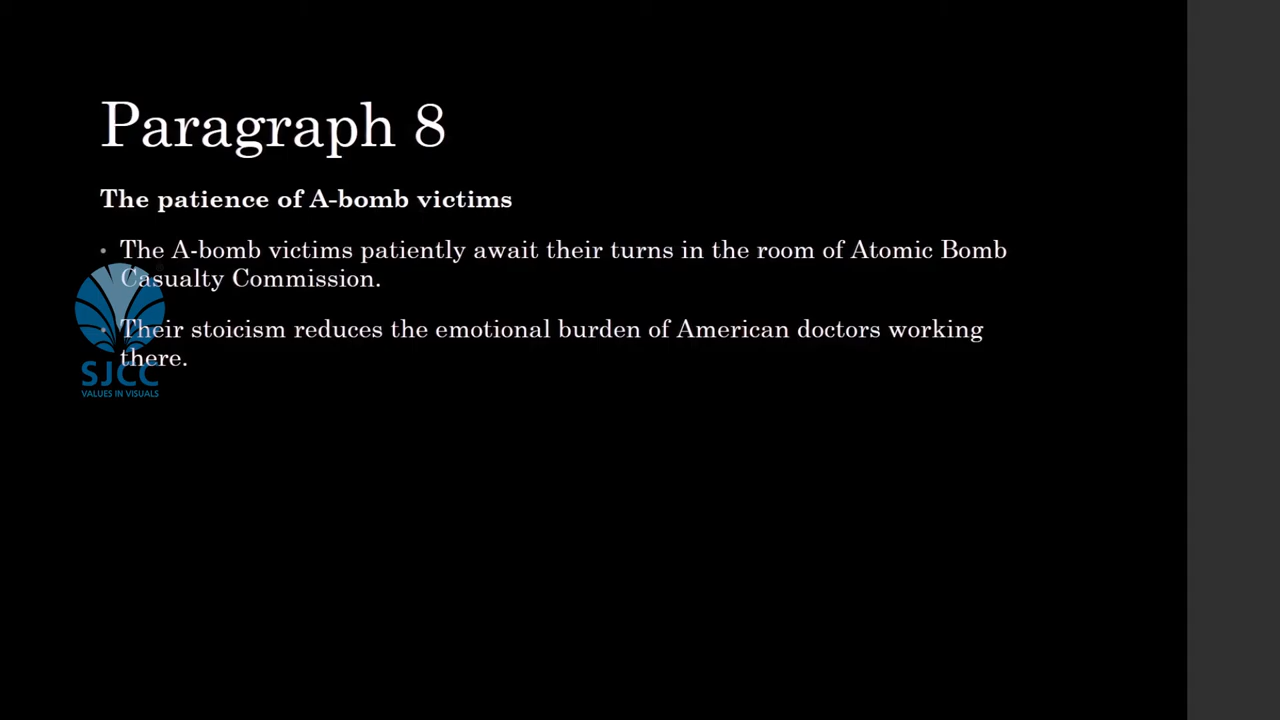 Paragraph 8
The patience of A-bomb victims
• The A-bomb victims patiently await their turns in the room of Atomic Bomb
Casualty Commission.
• Their stoicism reduces the emotional burden of American doctors working
there.
SJCC
VALUES IN VISUALS